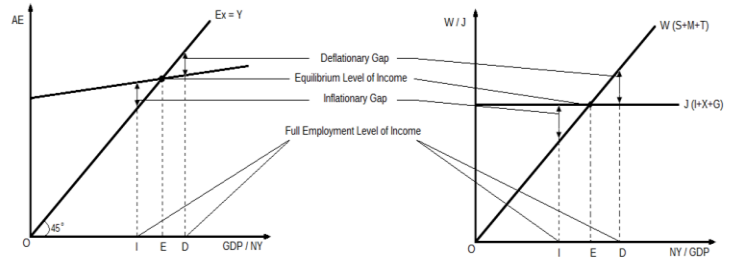 AE
Ex = Y
W / J
W (S+M+T)
Deflationary Gap
Equilibrium Level of Income
Inflationary Gap
J (I+X+G)
Full Employment Level of Income
45°
O
I
E
D
GDP / NY
O
I
E
D
NY / GDP